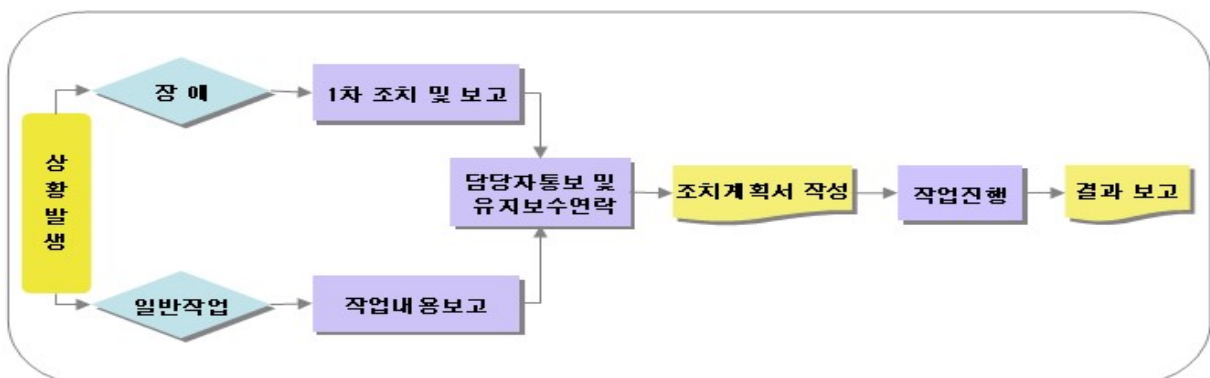 상황발생
장 애
1차 조치 및 보고
담당자통보 및
유지보수연락
조치계획서 작성
작업진행
결과 보고
일반작업
작업내용보고